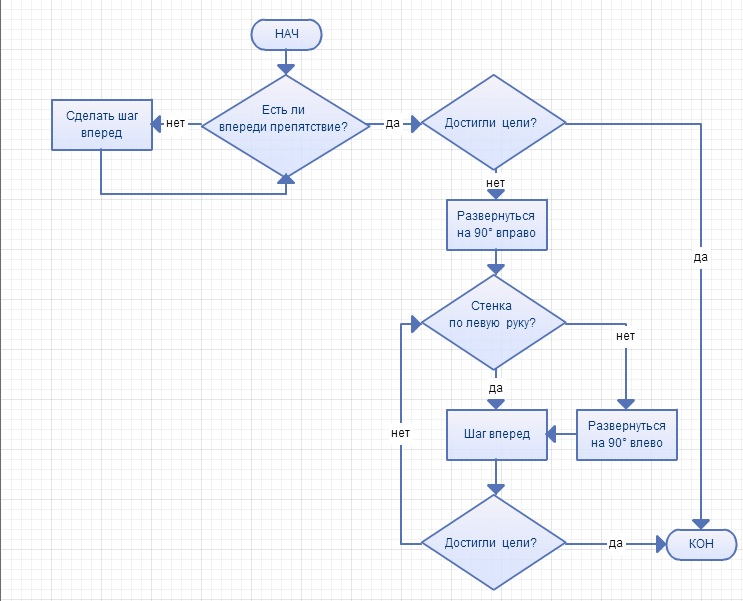 НАЧ
Есть ли
впереди препятствие?
нет
Сделать шаг
вперед
да
Достигли цели?
нет
да
Развернуться
на 90° вправо
Стенка
по левую руку?
нет
да
Развернуться
на 90° влево
Шаг вперед
нет
Достигли цели?
да
КОН